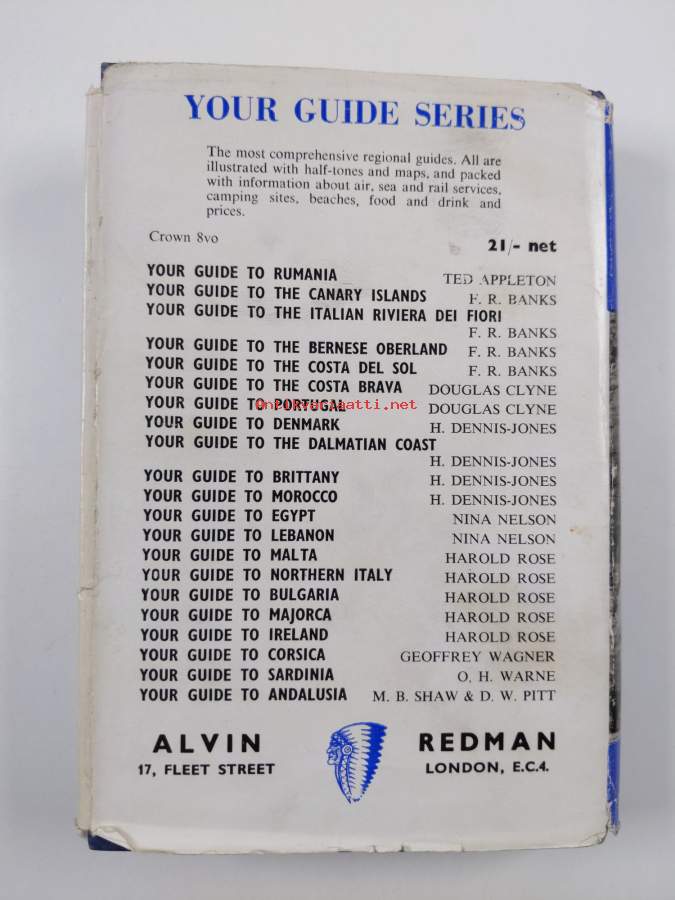 YOUR GUIDE SERIES
The most comprehensive regional guides. All are
illustrated with half-tones and maps, and packed
with information about air, sea and rail services,
camping sites, beaches, food and drink and
prices.
Crown 8vo 21/- net
YOUR GUIDE TO RUMANIA TED APPLETON
YOUR GUIDE TO THE CANARY ISLANDS F. R. BANKS
YOUR GUIDE TO THE ITALIAN RIVIERA DEI FIORI
F. R. BANKS
YOUR GUIDE TO THE BERNESE OBERLAND F. R. BANKS
YOUR GUIDE TO THE COSTA DEL SOL F. R. BANKS
YOUR GUIDE TO THE COSTA BRAVA DOUGLAS CLYNE
YOUR GUIDE TO PORTUGAL DOUGLAS CLYNE
antikvariaatti.net
YOUR GUIDE TO DENMARK H. DENNIS-JONES
YOUR GUIDE TO THE DALMATIAN COAST
H. DENNIS-JONES
YOUR GUIDE TO BRITTANY H. DENNIS-JONES
YOUR GUIDE TO MOROCCO H. DENNIS-JONES
YOUR GUIDE TO EGYPT NINA NELSON
YOUR GUIDE TO LEBANON NINA NELSON
YOUR GUIDE TO MALTA HAROLD ROSE
YOUR GUIDE TO NORTHERN ITALY HAROLD ROSE
YOUR GUIDE TO BULGARIA HAROLD ROSE
YOUR GUIDE TO MAJORCA HAROLD ROSE
YOUR GUIDE TO IRELAND HAROLD ROSE
YOUR GUIDE TO CORSICA GEOFFREY WAGNER
YOUR GUIDE TO SARDINIA O. H. WARNE
YOUR GUIDE TO ANDALUSIA M. B. SHAW & D. W. PITT
ALVIN REDMAN
17, FLEET STREET LONDON, E.C.4.